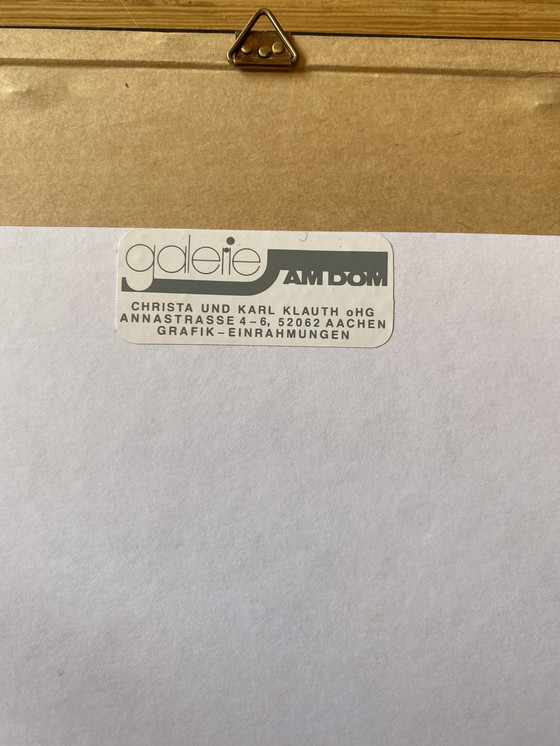 galerie AM DOM
CHRISTA UND KARL KLAUTH oHG
ANNASTRASSE 4-6, 52062 AACHEN
GRAFIK-EINRAHMUNGEN